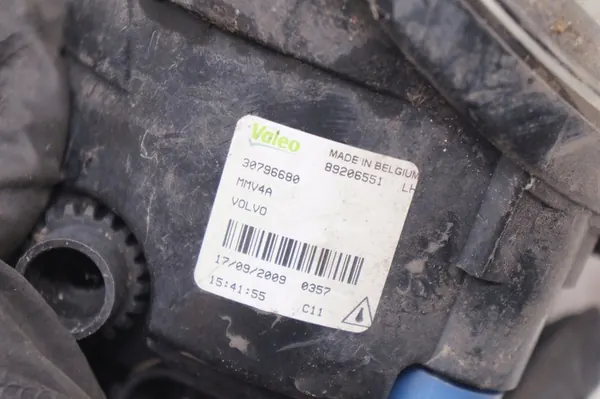 Valeo
MADE IN BELGIUM
30796680 89206551 LH
MMV4A
VOLVO
17/09/2009 0357
15:41:55 C11